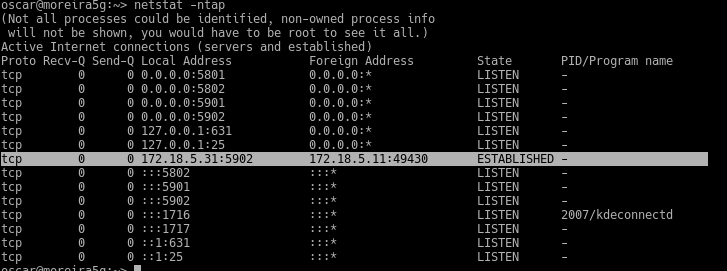 oscar@moreira5g:~> netstat -ntap
(Not all processes could be identified, non-owned process info
 will not be shown, you would have to be root to see it all.)
Active Internet connections (servers and established)
Proto Recv-Q Send-Q Local Address           Foreign Address         State       PID/Program name
tcp        0      0 0.0.0.0:5801            0.0.0.0:*               LISTEN      -
tcp        0      0 0.0.0.0:5802            0.0.0.0:*               LISTEN      -
tcp        0      0 0.0.0.0:5901            0.0.0.0:*               LISTEN      -
tcp        0      0 0.0.0.0:5902            0.0.0.0:*               LISTEN      -
tcp        0      0 127.0.0.1:631           0.0.0.0:*               LISTEN      -
tcp        0      0 127.0.0.1:25            0.0.0.0:*               LISTEN      -
tcp        0      0 172.18.5.31:5902        172.18.5.11:49430       ESTABLISHED -
tcp        0      0 :::5802                 :::*                    LISTEN      -
tcp        0      0 :::5901                 :::*                    LISTEN      -
tcp        0      0 :::5902                 :::*                    LISTEN      -
tcp        0      0 :::1716                 :::*                    LISTEN      2007/kdeconnectd
tcp        0      0 :::1717                 :::*                    LISTEN      -
tcp        0      0 ::1:631                 :::*                    LISTEN      -
tcp        0      0 ::1:25                  :::*                    LISTEN      -
oscar@moreira5g:~>